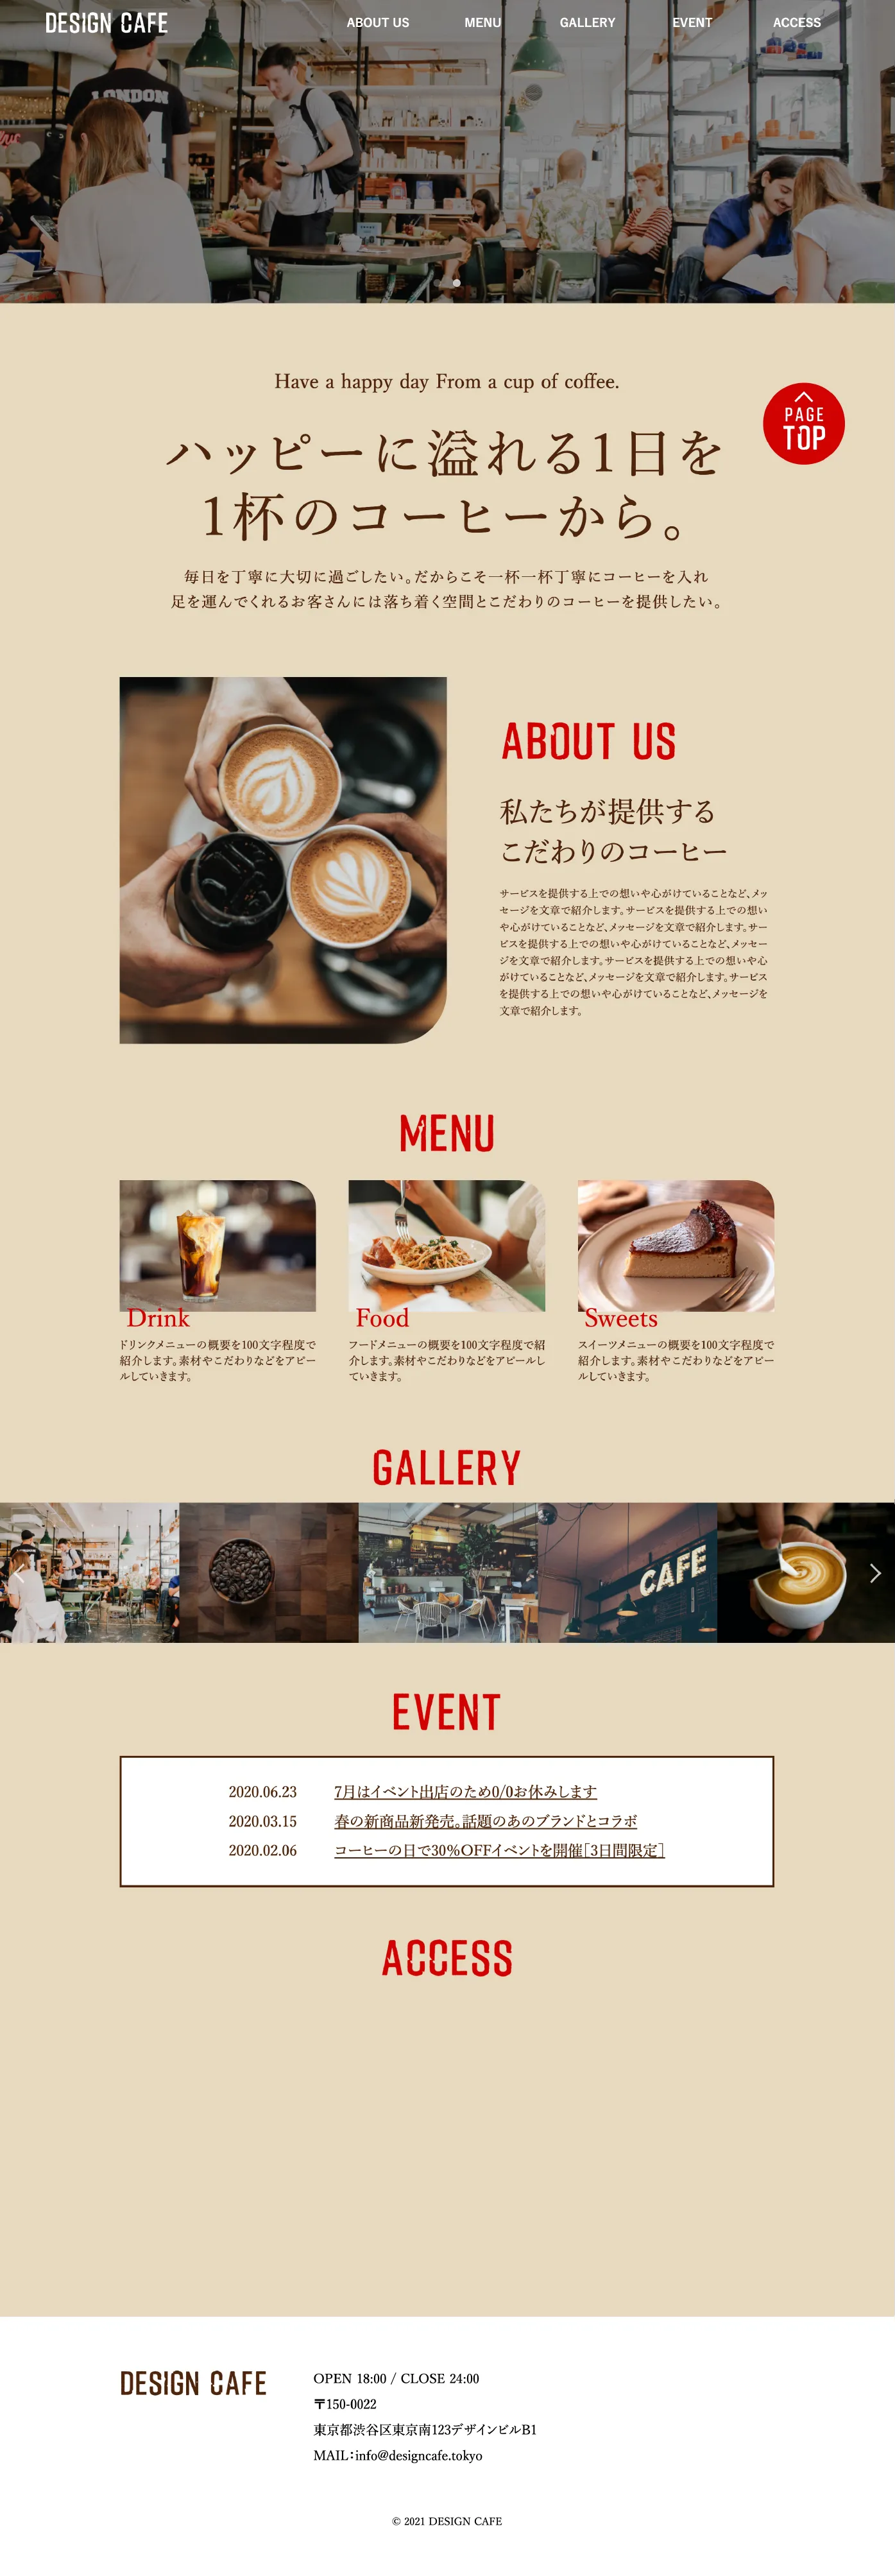 DESIGN CAFE
ABOUT US
MENU
GALLERY
EVENT
ACCESS
LONDON
Have a happy day From a cup of coffee.
PAGE
TOP
ハッピーに溢れる1日を
1杯のコーヒーから。
毎日を丁寧に大切に過ごしたい。だからこそ一杯一杯丁寧にコーヒーを入れ
足を運んでくれるお客さんには落ち着く空間とこだわりのコーヒーを提供したい。
ABOUT US
私たちが提供する
こだわりのコーヒー
サービスを提供する上での想いや心がけていることなど、メッ
セージを文章で紹介します。サービスを提供する上での想い
や心がけていることなど、メッセージを文章で紹介します。サー
ビスを提供する上での想いや心がけていることなど、メッセー
ジを文章で紹介します。サービスを提供する上での想いや心
がけていることなど、メッセージを文章で紹介します。サービス
を提供する上での想いや心がけていることなど、メッセージを
文章で紹介します。
MENU
Drink
ドリンクメニューの概要を100文字程度で
紹介します。素材やこだわりなどをアピー
ルしていきます。
Food
フードメニューの概要を100文字程度で紹
介します。素材やこだわりなどをアピールし
ていきます。
Sweets
スイーツメニューの概要を100文字程度で
紹介します。素材やこだわりなどをアピー
ルしていきます。
GALLERY
CAFE
EVENT
2020.06.23 7月はイベント出店のため0/0お休みします
2020.03.15 春の新商品新発売。話題のあのブランドとコラボ
2020.02.06 コーヒーの日で30%OFFイベントを開催［3日間限定］
ACCESS
DESIGN CAFE
OPEN 18:00 / CLOSE 24:00
〒150-0022
東京都渋谷区東京南123デザインビルB1
MAIL：info@designcafe.tokyo
© 2021 DESIGN CAFE